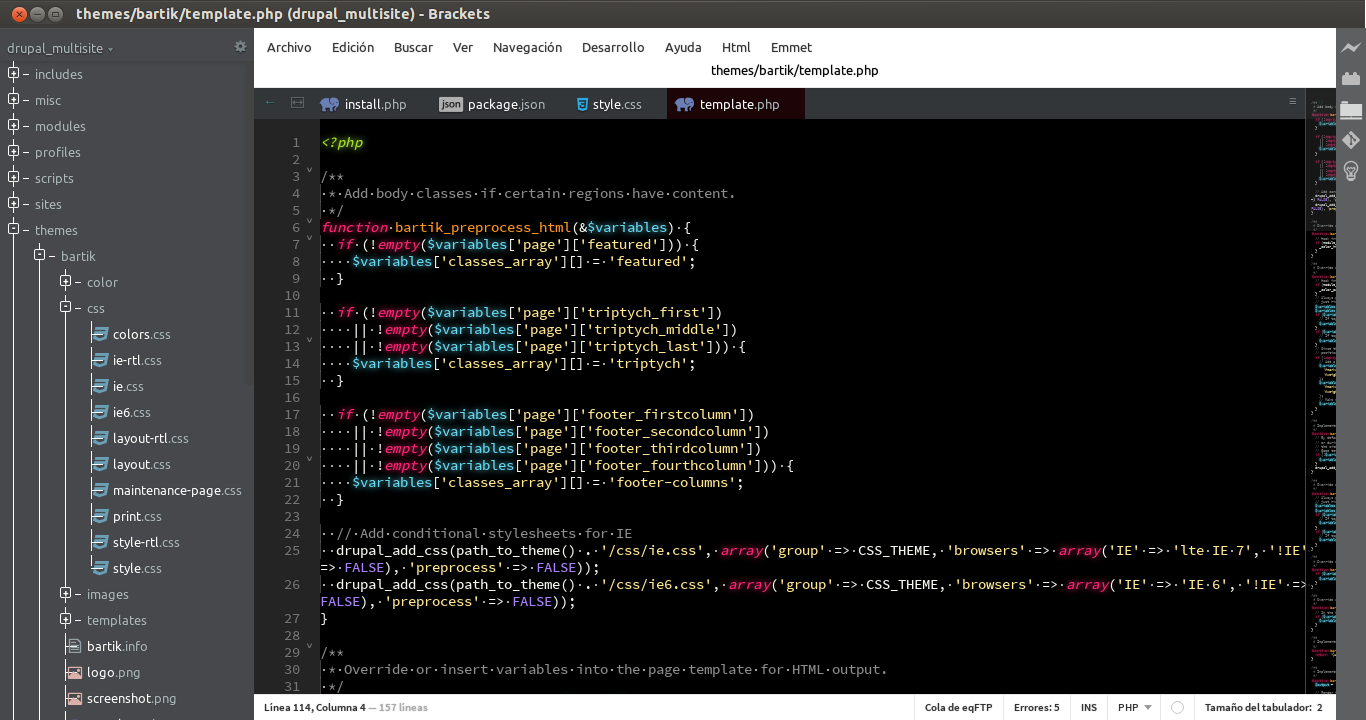 themes/bartik/template.php (drupal_multisite) - Brackets
drupal_multisite
includes
misc
modules
profiles
scripts
sites
themes
bartik
color
css
colors.css
ie-rtl.css
ie.css
ie6.css
layout-rtl.css
layout.css
maintenance-page.css
print.css
style-rtl.css
style.css
images
templates
bartik.info
logo.png
screenshot.png
Archivo Edición Buscar Ver Navegación Desarrollo Ayuda Html Emmet
themes/bartik/template.php
install.php json package.json style.css template.php
1 <?php
2
3 /**
4 * Add body classes if certain regions have content.
5 */
6 function bartik_preprocess_html(&$variables) {
7 if (!empty($variables['page']['featured'])) {
8 $variables['classes_array'][] = 'featured';
9 }
10
11 if (!empty($variables['page']['triptych_first'])
12 || !empty($variables['page']['triptych_middle'])
13 || !empty($variables['page']['triptych_last'])) {
14 $variables['classes_array'][] = 'triptych';
15 }
16
17 if (!empty($variables['page']['footer_firstcolumn'])
18 || !empty($variables['page']['footer_secondcolumn'])
19 || !empty($variables['page']['footer_thirdcolumn'])
20 || !empty($variables['page']['footer_fourthcolumn'])) {
21 $variables['classes_array'][] = 'footer-columns';
22 }
23
24 // Add conditional stylesheets for IE
25 drupal_add_css(path_to_theme() . '/css/ie.css', array('group' => CSS_THEME, 'browsers' => array('IE' => 'lte IE 7', '!IE'
=> FALSE), 'preprocess' => FALSE));
26 drupal_add_css(path_to_theme() . '/css/ie6.css', array('group' => CSS_THEME, 'browsers' => array('IE' => 'IE 6', '!IE' =>
FALSE), 'preprocess' => FALSE));
27 }
28
29 /**
30 * Override or insert variables into the page template for HTML output.
31 */
Línea 114, Columna 4 — 157 líneas
Cola de eqFTP Errores: 5 INS PHP Tamaño del tabulador: 2